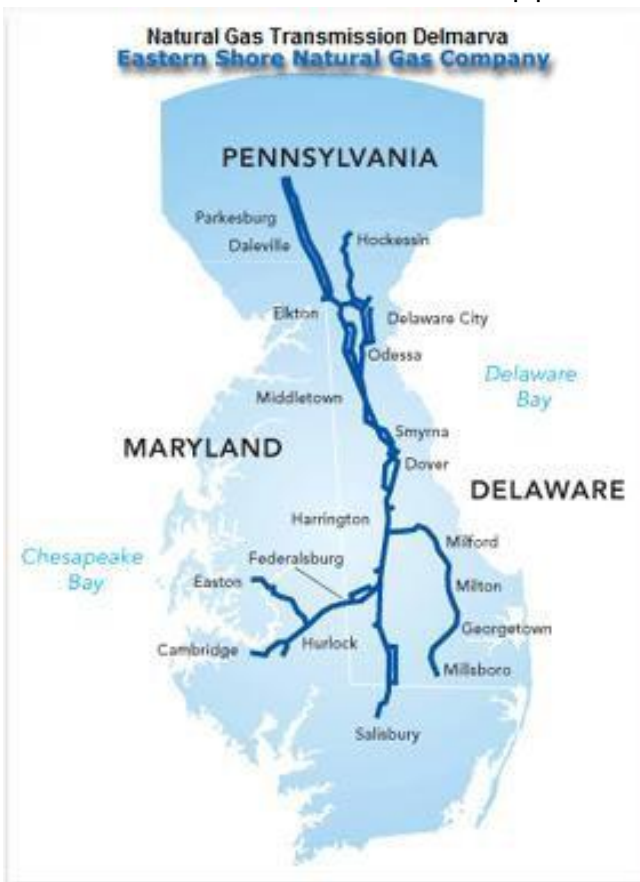 Natural Gas Transmission Delmarva
Eastern Shore Natural Gas Company
PENNSYLVANIA
Parkesburg
Daleville
Hockessin
Elkton
Delaware City
Odessa
Delaware
Bay
Middletown
Smyrna
MARYLAND
Dover
DELAWARE
Harrington
Milford
Chesapeake
Bay
Federalsburg
Easton
Milton
Georgetown
Cambridge
Hurlock
Millsboro
Salisbury